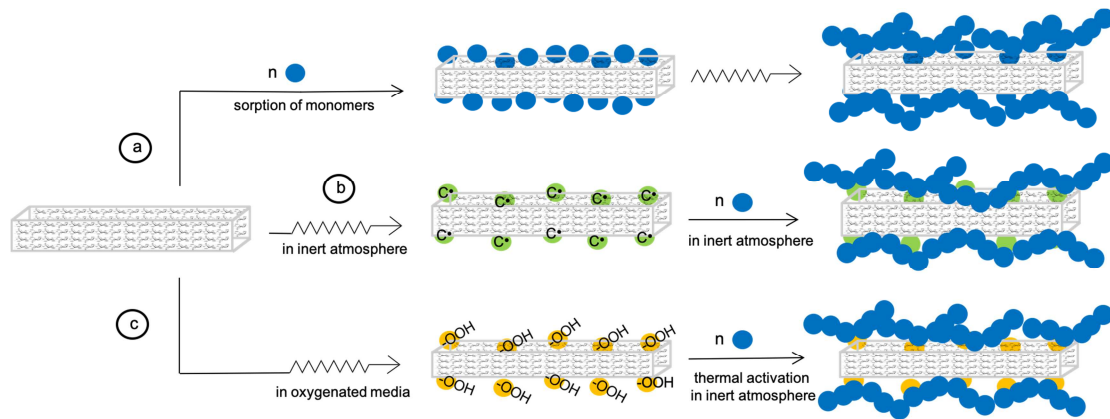 n
sorption of monomers
a
b
in inert atmosphere
C•
C•
C•
C•
C•
C•
C•
C•
C•
C•
n
in inert atmosphere
c
in oxygenated media
-OOH
-OOH
-OOH
-OOH
-OOH
-OOH
-OOH
-OOH
-OOH
-OOH
n
thermal activation
in inert atmosphere